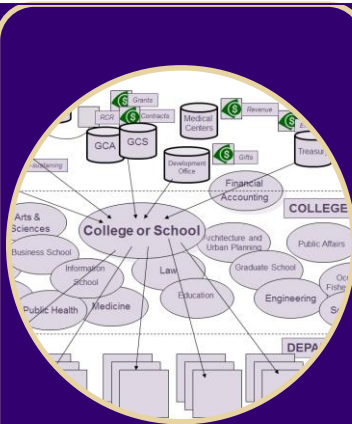 Grants
RCR
Contracts
Medical
Centers
Revenue
GCA
GCS
Treasury
Development
Office
Gifts
-sustaining
Financial
Accounting
COLLEGE
Arts &
Sciences
College or School
Architecture and
Urban Planning
Public Affairs
Business School
Information
School
Law
Graduate School
Education
Engineering
Public Health
Medicine
DEPA